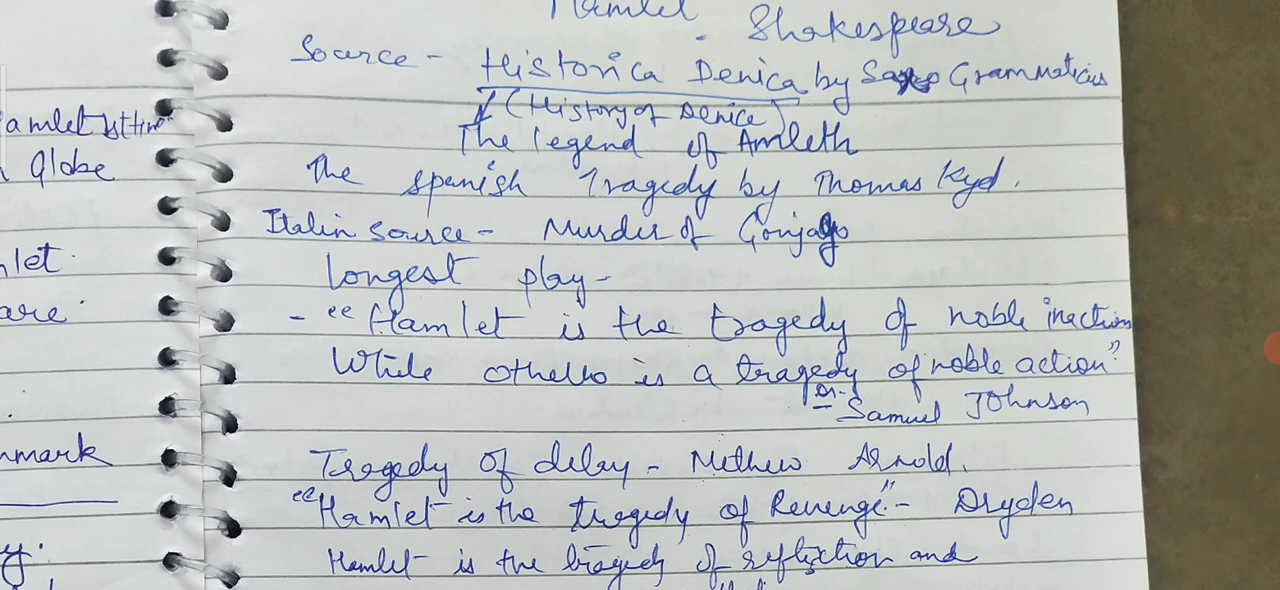 Hamlet
- Shakespeare
Source - Historica Denica by Saxo Grammaticus
(History of Denice)
The legend of Amleth
The Spanish Tragedy by Thomas Kyd.
Italin source - Murder of Gonjago
longest play -
- "Hamlet is the tragedy of noble inaction
While othello is a tragedy of noble action"
- Dr. Samuel Johnson
Tragedy of delay - Methew Arnold.
"Hamlet is the tragedy of Revenge" - Dryden
Hamlet is the tragedy of reflection and
amlet
Globe
let
are
nmark
y.